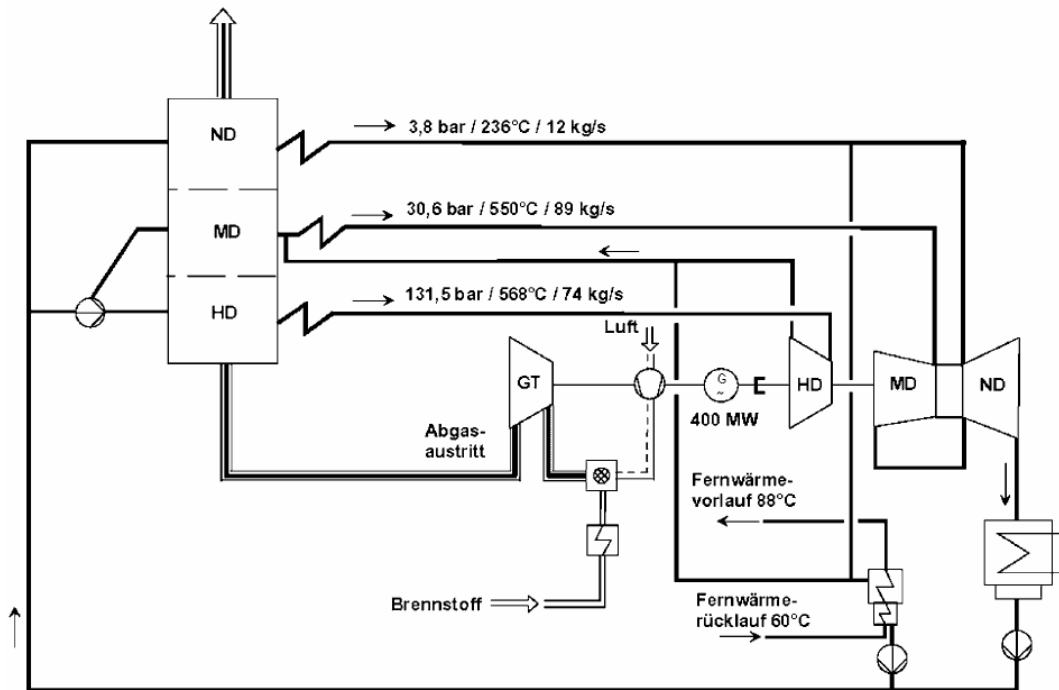 ND
3,8 bar / 236°C / 12 kg/s
30,6 bar / 550°C / 89 kg/s
MD
131,5 bar / 568°C / 74 kg/s
HD
Luft
GT
G
~
HD
MD
ND
400 MW
Abgas-
austritt
Fernwärme-
vorlauf 88°C
Brennstoff
Fernwärme-
rücklauf 60°C